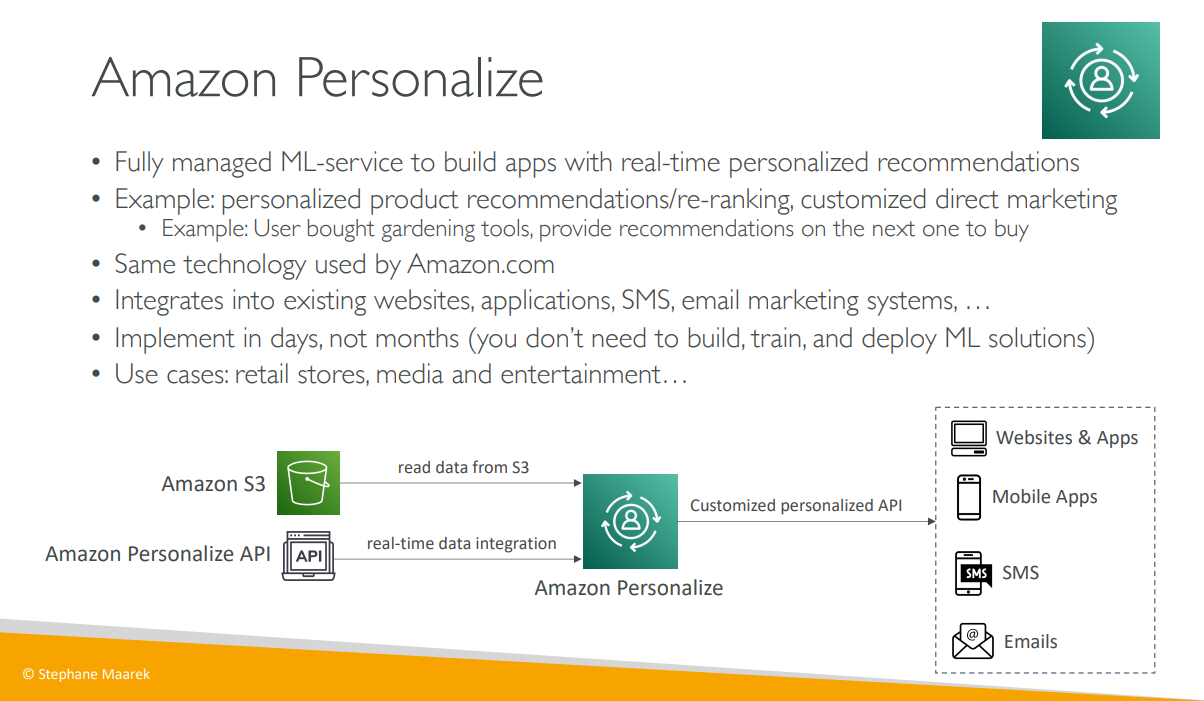 Amazon Personalize
• Fully managed ML-service to build apps with real-time personalized recommendations
• Example: personalized product recommendations/re-ranking, customized direct marketing
• Example: User bought gardening tools, provide recommendations on the next one to buy
• Same technology used by Amazon.com
• Integrates into existing websites, applications, SMS, email marketing systems, …
• Implement in days, not months (you don't need to build, train, and deploy ML solutions)
• Use cases: retail stores, media and entertainment…
Amazon S3
read data from S3
Amazon Personalize API
API
real-time data integration
Amazon Personalize
Customized personalized API
Websites & Apps
Mobile Apps
SMS
SMS
@
Emails
© Stephane Maarek